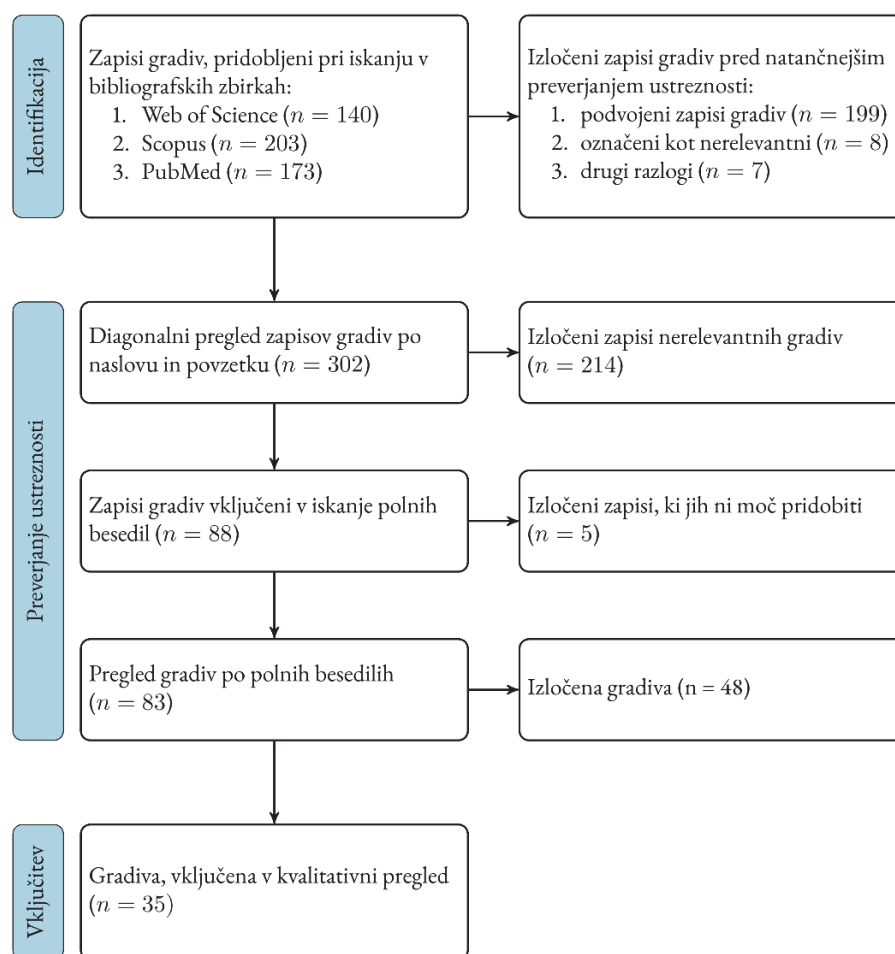 Identifikacija
Zapisi gradiv, pridobljeni pri iskanju v
bibliografskih zbirkah:
1. Web of Science (n = 140)
2. Scopus (n = 203)
3. PubMed (n = 173)
Izločeni zapisi gradiv pred natančnejšim
preverjanjem ustreznosti:
1. podvojeni zapisi gradiv (n = 199)
2. označeni kot nerelevantni (n = 8)
3. drugi razlogi (n = 7)
Preverjanje ustreznosti
Diagonalni pregled zapisov gradiv po
naslovu in povzetku (n = 302)
Izločeni zapisi nerelevantnih gradiv
(n = 214)
Zapisi gradiv vključeni v iskanje polnih
besedil (n = 88)
Izločeni zapisi, ki jih ni moč pridobiti
(n = 5)
Pregled gradiv po polnih besedilih
(n = 83)
Izločena gradiva (n = 48)
Vključitev
Gradiva, vključena v kvalitativni pregled
(n = 35)